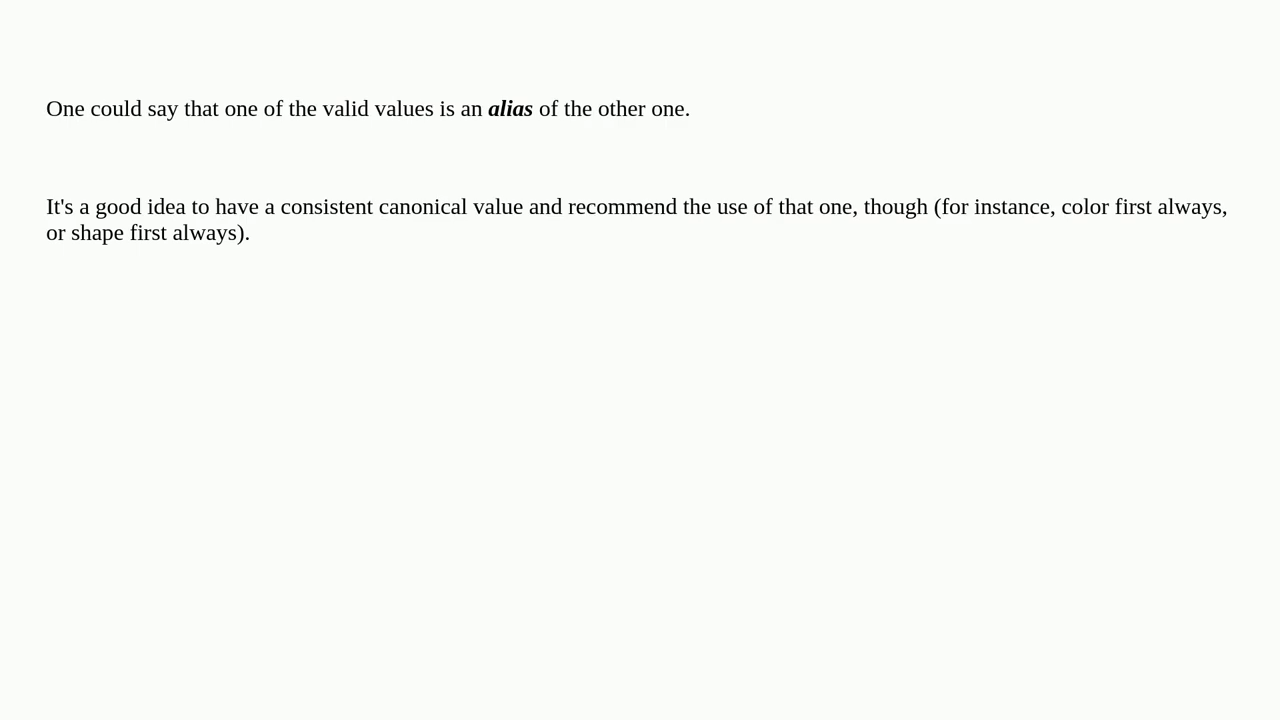 One could say that one of the valid values is an alias of the other one.
It's a good idea to have a consistent canonical value and recommend the use of that one, though (for instance, color first always,
or shape first always).